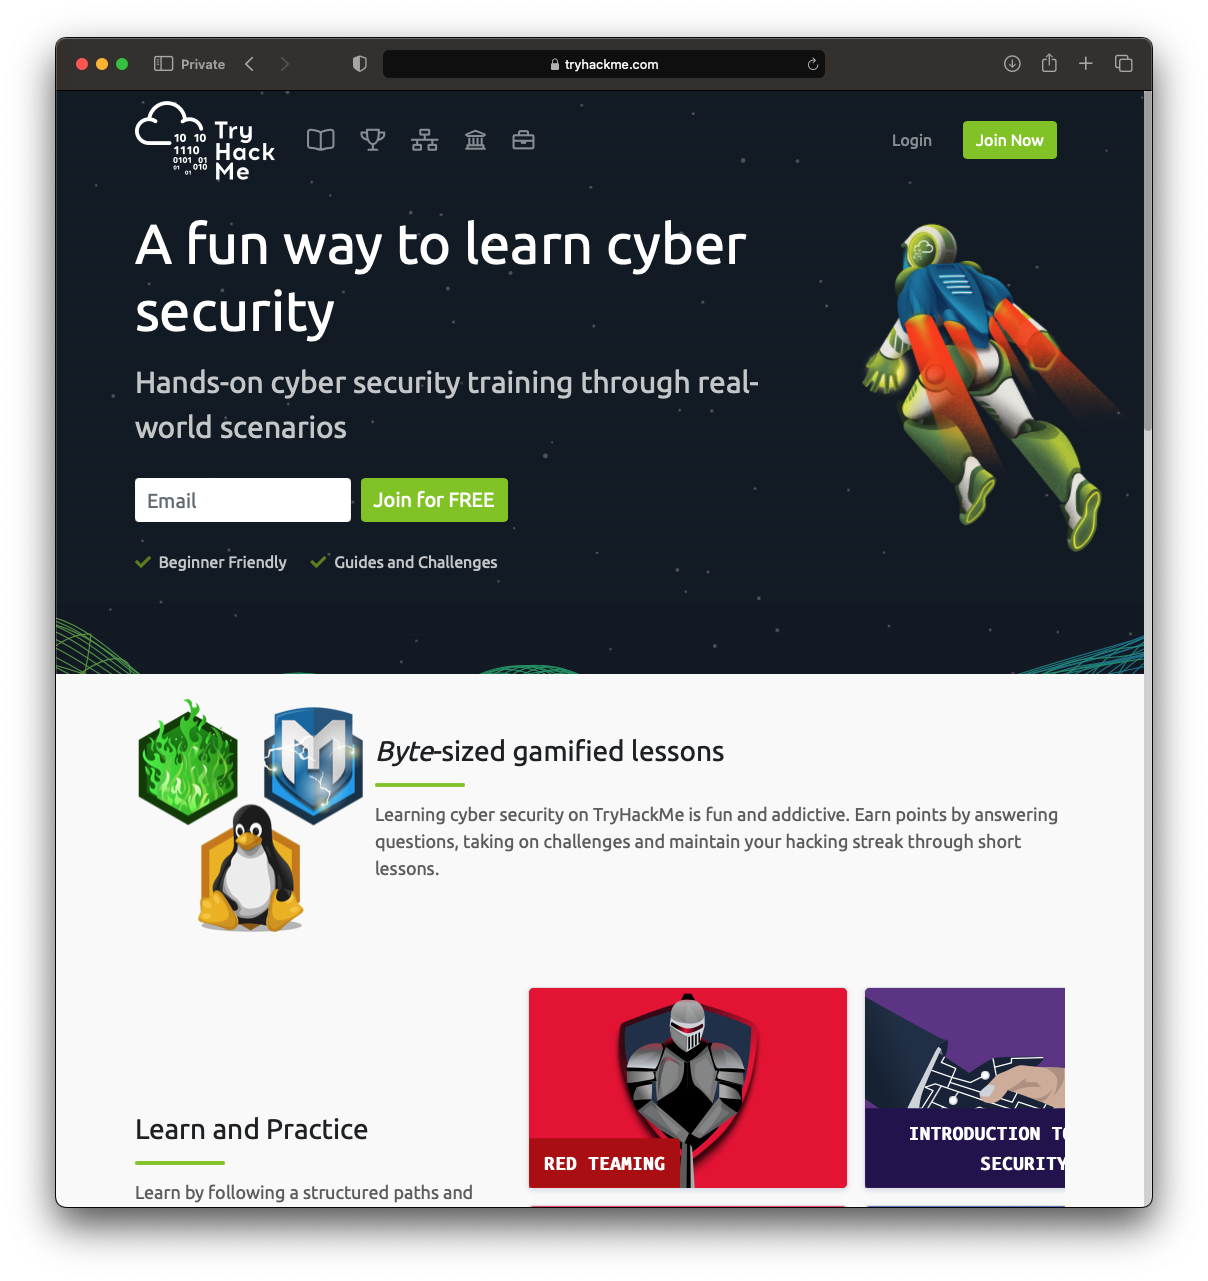 Private
tryhackme.com
10 10
1110
0101 01
01 010
01
Try
Hack
Me
Login
Join Now
A fun way to learn cyber
security
Hands-on cyber security training through real-
world scenarios
Email
Join for FREE
Beginner Friendly
Guides and Challenges
Byte-sized gamified lessons
Learning cyber security on TryHackMe is fun and addictive. Earn points by answering
questions, taking on challenges and maintain your hacking streak through short
lessons.
Learn and Practice
Learn by following a structured paths and
RED TEAMING
INTRODUCTION TO
SECURITY